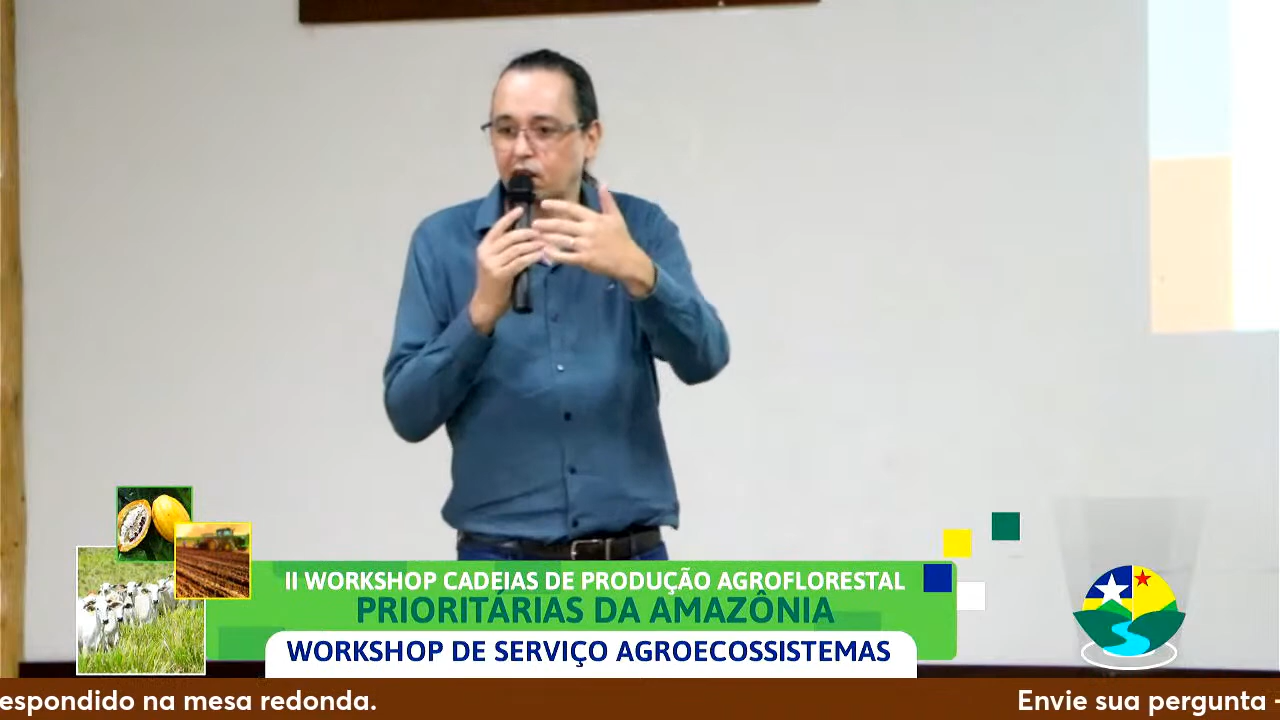 II WORKSHOP CADEIAS DE PRODUÇÃO AGROFLORESTAL
PRIORITÁRIAS DA AMAZÔNIA
WORKSHOP DE SERVIÇO AGROECOSSISTEMAS
espondido na mesa redonda. Envie sua pergunta -